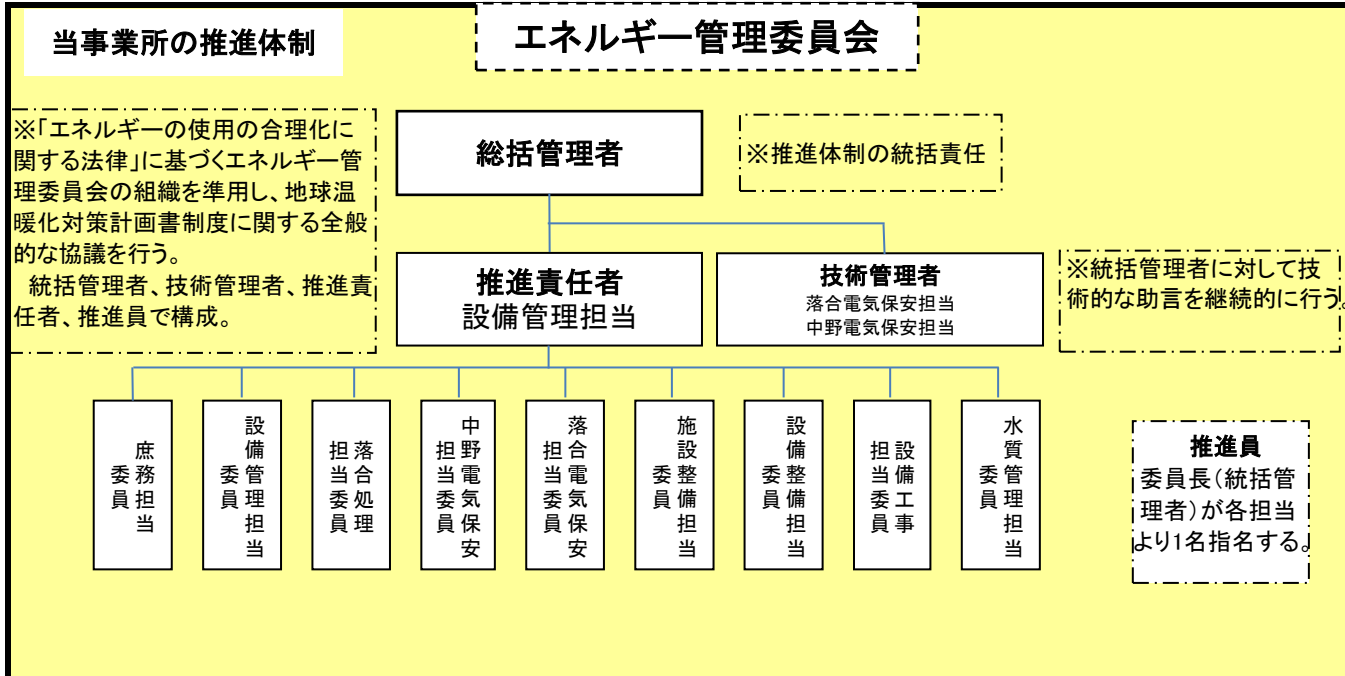 当事業所の推進体制
エネルギー管理委員会
※「エネルギーの使用の合理化に
関する法律」に基づくエネルギー管
理委員会の組織を準用し、地球温
暖化対策計画書制度に関する全般
的な協議を行う。
統括管理者、技術管理者、推進責
任者、推進員で構成。
総括管理者
※推進体制の統括責任
推進責任者
設備管理担当
技術管理者
落合電気保安担当
中野電気保安担当
※統括管理者に対して技
術的な助言を継続的に行う。
庶務担当
委員
設備管理担当
委員
落合処理
担当委員
中野電気保安
担当委員
落合電気保安
担当委員
施設整備担当
委員
設備整備担当
委員
設備工事
担当委員
水質管理担当
委員
推進員
委員長(統括管
理者)が各担当
より1名指名する。